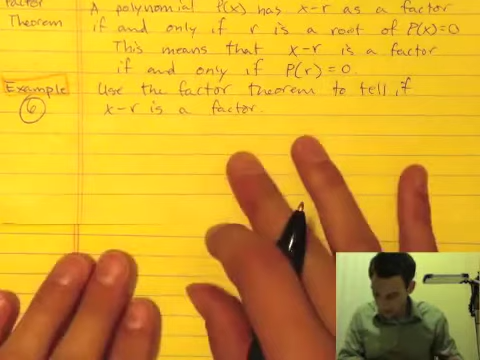 Factor
Theorem
A polynomial P(x) has x-r as a factor
if and only if r is a root of P(x)=0
This means that x-r is a factor
if and only if P(r)=0.
Example
6
Use the factor theorem to tell if
x-r is a factor.